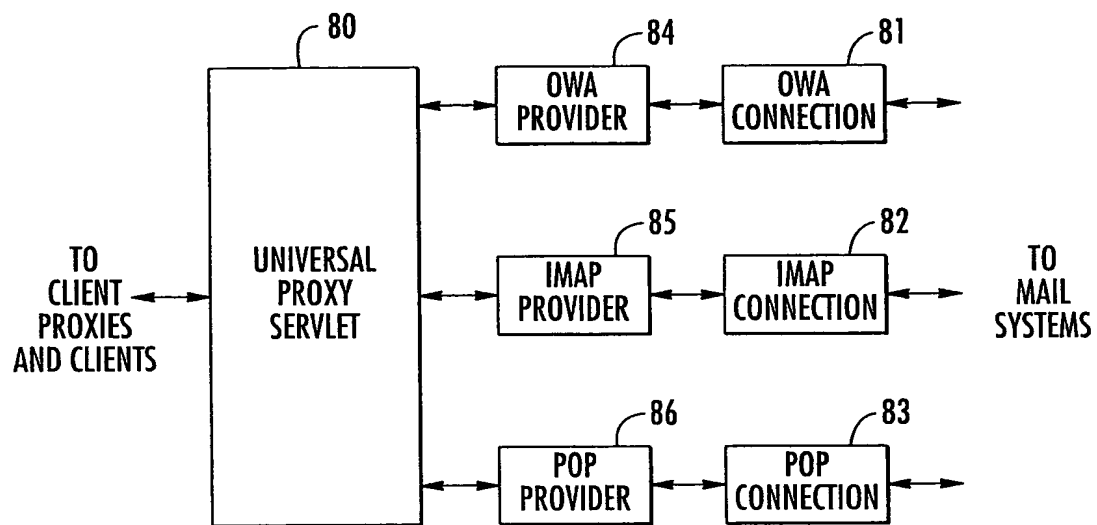 80
84
81
OWA
PROVIDER
OWA
CONNECTION
TO
CLIENT
PROXIES
AND CLIENTS
UNIVERSAL
PROXY
SERVLET
85
82
IMAP
PROVIDER
IMAP
CONNECTION
TO
MAIL
SYSTEMS
86
83
POP
PROVIDER
POP
CONNECTION